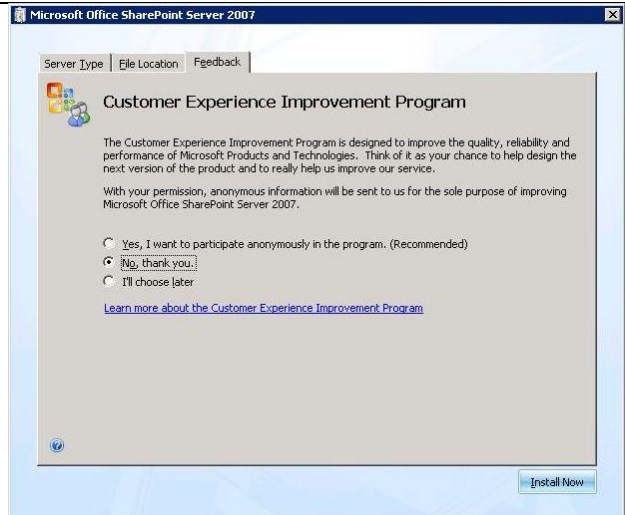 Microsoft Office SharePoint Server 2007
Server Type File Location Feedback
Customer Experience Improvement Program
The Customer Experience Improvement Program is designed to improve the quality, reliability and
performance of Microsoft Products and Technologies. Think of it as your chance to help design the
next version of the product and to really help us improve our service.
With your permission, anonymous information will be sent to us for the sole purpose of improving
Microsoft Office SharePoint Server 2007.
Yes, I want to participate anonymously in the program. (Recommended)
No, thank you.
I'll choose later
Learn more about the Customer Experience Improvement Program
Install Now